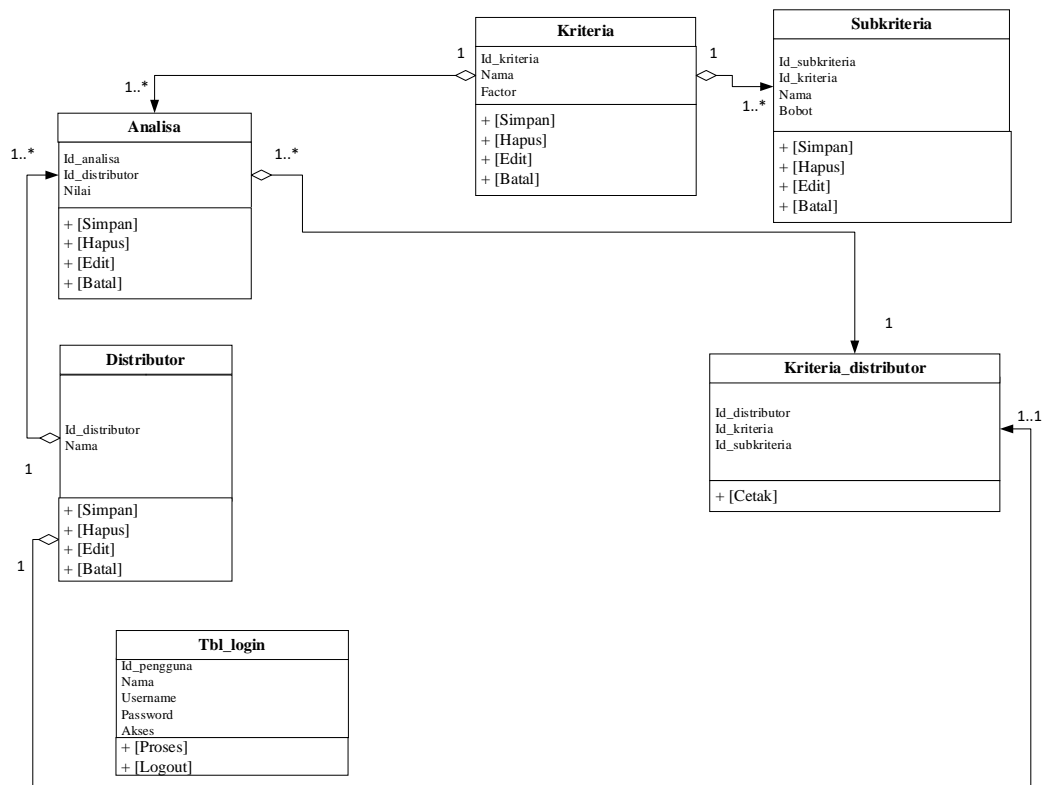 Kriteria
Id_kriteria
Nama
Factor
+ [Simpan]
+ [Hapus]
+ [Edit]
+ [Batal]
Subkriteria
Id_subkriteria
Id_kriteria
Nama
Bobot
+ [Simpan]
+ [Hapus]
+ [Edit]
+ [Batal]
1
1
1..*
1..*
Analisa
Id_analisa
Id_distributor
Nilai
+ [Simpan]
+ [Hapus]
+ [Edit]
+ [Batal]
1..*
1..*
1
Distributor
Id_distributor
Nama
+ [Simpan]
+ [Hapus]
+ [Edit]
+ [Batal]
1
1
Kriteria_distributor
Id_distributor
Id_kriteria
Id_subkriteria
+ [Cetak]
1..1
Tbl_login
Id_pengguna
Nama
Username
Password
Akses
+ [Proses]
+ [Logout]